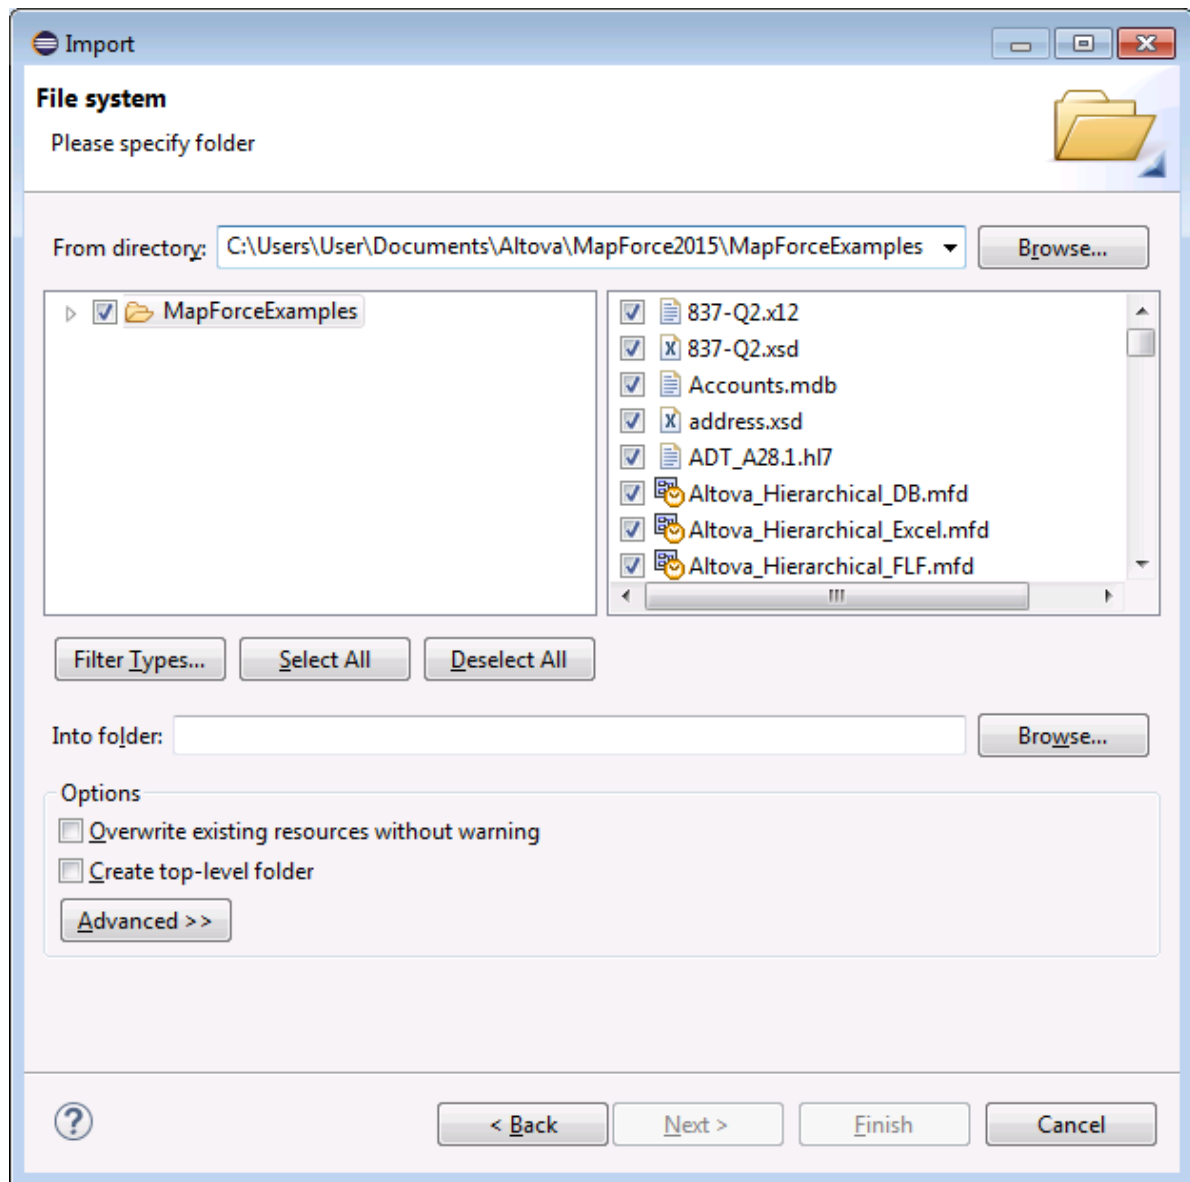 Import
File system
Please specify folder
From directory: C:\Users\User\Documents\Altova\MapForce2015\MapForceExamples Browse...
MapForceExamples
837-Q2.x12
837-Q2.xsd
Accounts.mdb
address.xsd
ADT_A28.1.hl7
Altova_Hierarchical_DB.mfd
Altova_Hierarchical_Excel.mfd
Altova_Hierarchical_FLF.mfd
Filter Types... Select All Deselect All
Into folder: Browse...
Options
Overwrite existing resources without warning
Create top-level folder
Advanced >>
? < Back Next > Finish Cancel